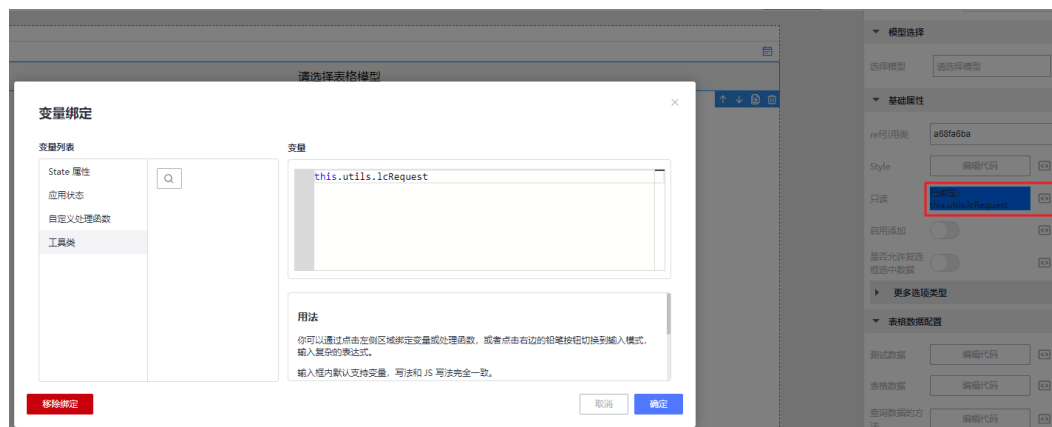 请选择表格模型
变量绑定
变量列表
State 属性
应用状态
自定义处理函数
工具类
变量
this.utils.lcRequest
用法
你可以通过点击左侧区域绑定变量或处理函数，或者点击右边的铅笔按钮切换到输入模式，
输入复杂的表达式。
输入框内默认支持变量，写法和 JS 写法完全一致。
移除绑定
取消
确定
模型选择
选择模型
请选择模型
基础属性
re引用类
a68fa6ba
Style
编辑代码
只读
已绑定：
this.utils.lcRequest
启用添加
是否允许复选
框选中数据
更多选项类型
表格数据配置
测试数据
编辑代码
表格数据
编辑代码
查询数据的方
法
编辑代码